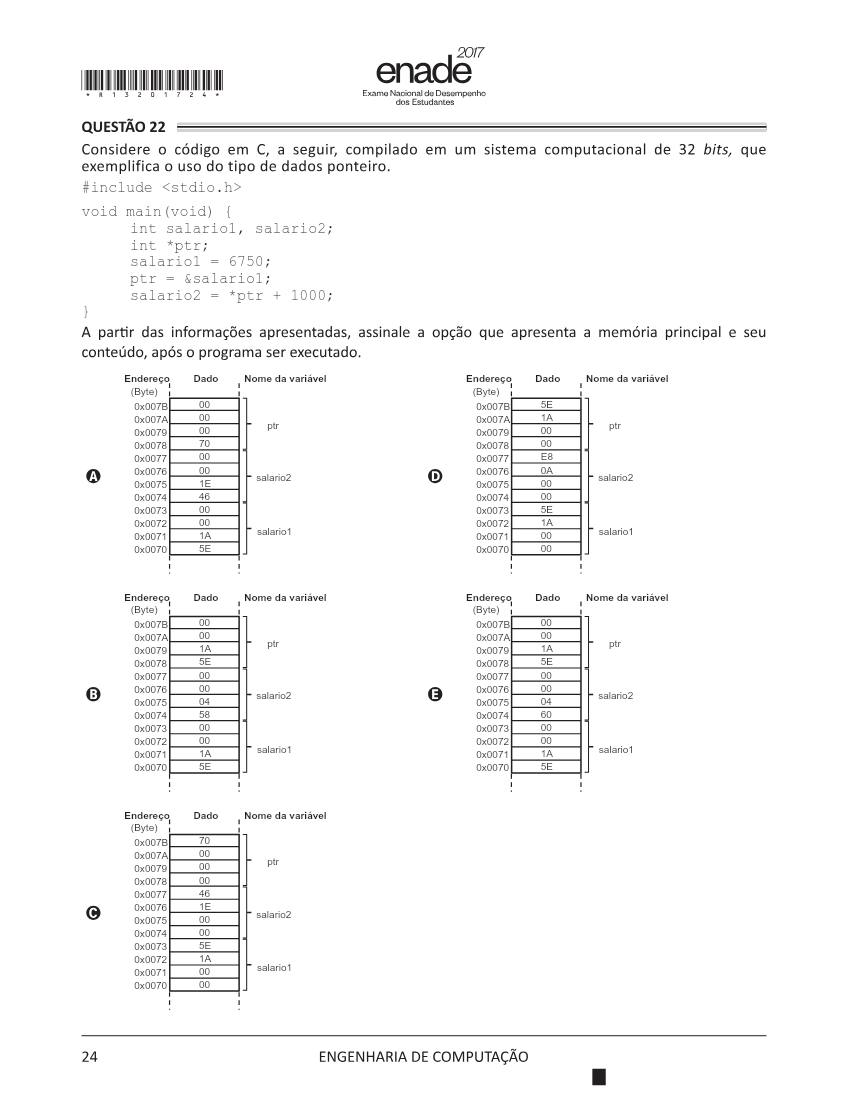 *R13201724*
enade 2017
Exame Nacional de Desempenho
dos Estudantes
QUESTÃO 22
Considere o código em C, a seguir, compilado em um sistema computacional de 32 bits, que
exemplifica o uso do tipo de dados ponteiro.
#include <stdio.h>
void main(void) {
int salario1, salario2;
int *ptr;
salario1 = 6750;
ptr = &salario1;
salario2 = *ptr + 1000;
}
A partir das informações apresentadas, assinale a opção que apresenta a memória principal e seu
conteúdo, após o programa ser executado.
A
Endereço Dado Nome da variável
(Byte)
0x007B 00
0x007A 00
0x0079 00 ptr
0x0078 70
0x0077 00
0x0076 00
0x0075 1E salario2
0x0074 46
0x0073 00
0x0072 00
0x0071 1A salario1
0x0070 5E
B
Endereço Dado Nome da variável
(Byte)
0x007B 00
0x007A 00
0x0079 1A ptr
0x0078 5E
0x0077 00
0x0076 00
0x0075 04 salario2
0x0074 58
0x0073 00
0x0072 00
0x0071 1A salario1
0x0070 5E
C
Endereço Dado Nome da variável
(Byte)
0x007B 70
0x007A 00
0x0079 00 ptr
0x0078 00
0x0077 46
0x0076 1E
0x0075 00 salario2
0x0074 00
0x0073 5E
0x0072 1A
0x0071 00 salario1
0x0070 00
D
Endereço Dado Nome da variável
(Byte)
0x007B 5E
0x007A 1A
0x0079 00 ptr
0x0078 00
0x0077 E8
0x0076 0A
0x0075 00 salario2
0x0074 00
0x0073 5E
0x0072 1A
0x0071 00 salario1
0x0070 00
E
Endereço Dado Nome da variável
(Byte)
0x007B 00
0x007A 00
0x0079 1A ptr
0x0078 5E
0x0077 00
0x0076 00
0x0075 04 salario2
0x0074 60
0x0073 00
0x0072 00
0x0071 1A salario1
0x0070 5E
24 ENGENHARIA DE COMPUTAÇÃO